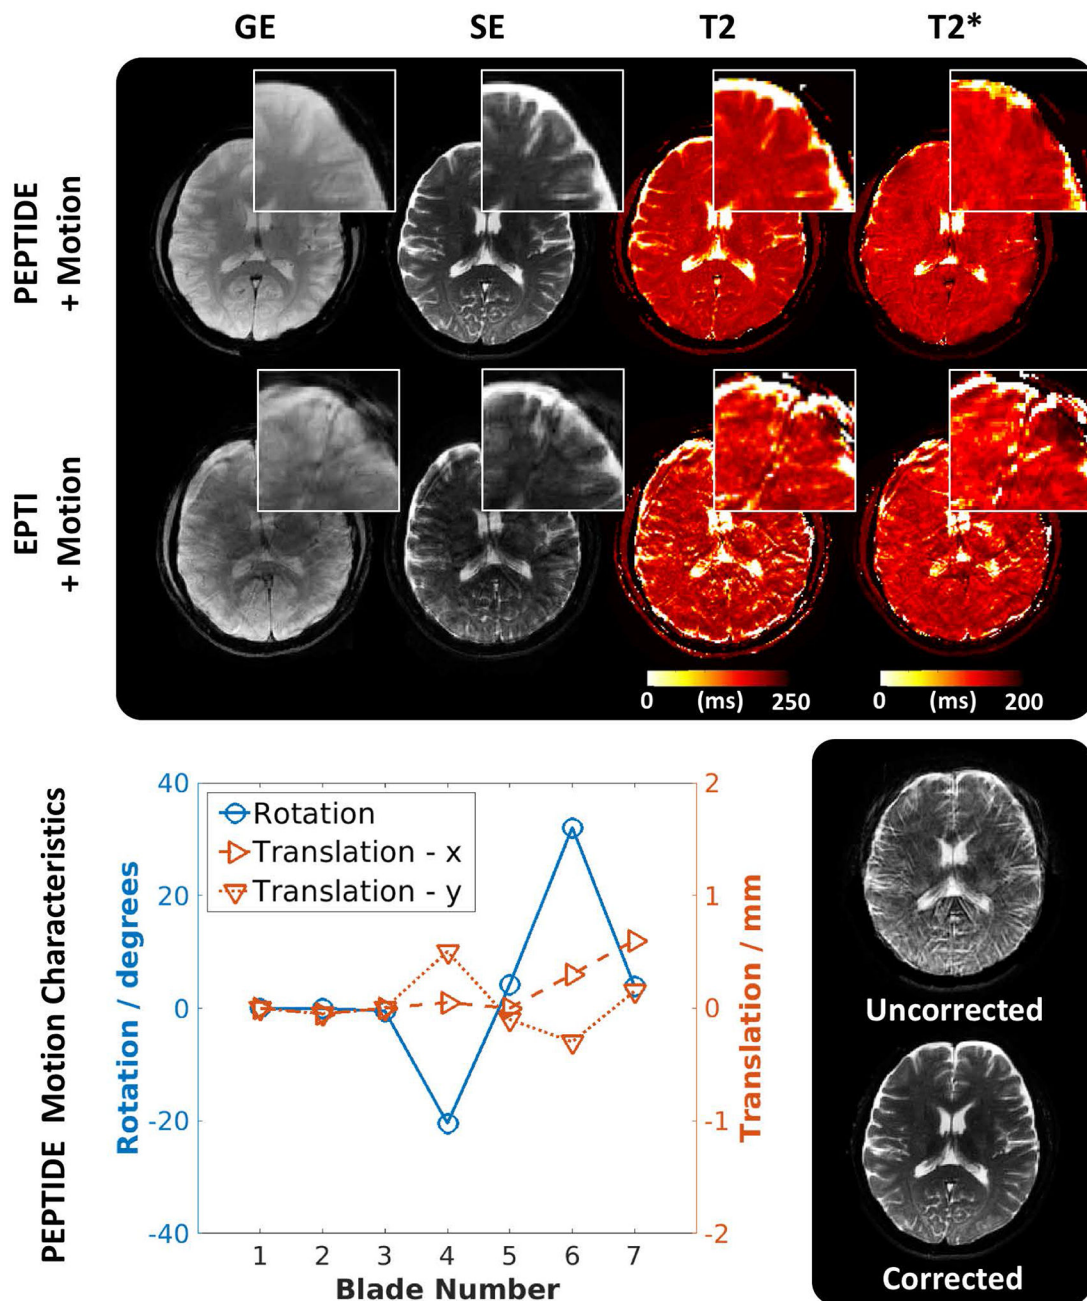 GE SE T2 T2*
PEPTIDE
+ Motion
EPTI
+ Motion
0 (ms) 250
0 (ms) 200
PEPTIDE Motion Characteristics
Rotation / degrees
40
20
0
-20
-40
Rotation
Translation - x
Translation - y
1 2 3 4 5 6 7
Blade Number
2
1
0
-1
-2
Translation / mm
Uncorrected
Corrected